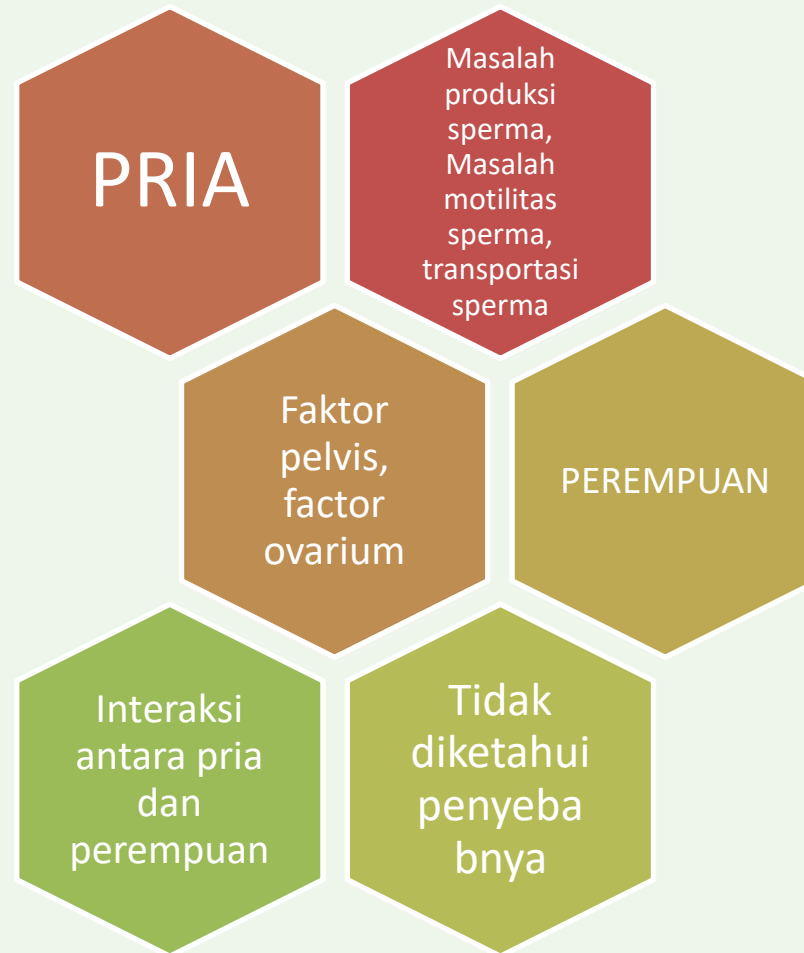 PRIA
Masalah
produksi
sperma,
Masalah
motilitas
sperma,
transportasi
sperma
Faktor
pelvis,
factor
ovarium
PEREMPUAN
Interaksi
antara pria
dan
perempuan
Tidak
diketahui
penyeba
bnya